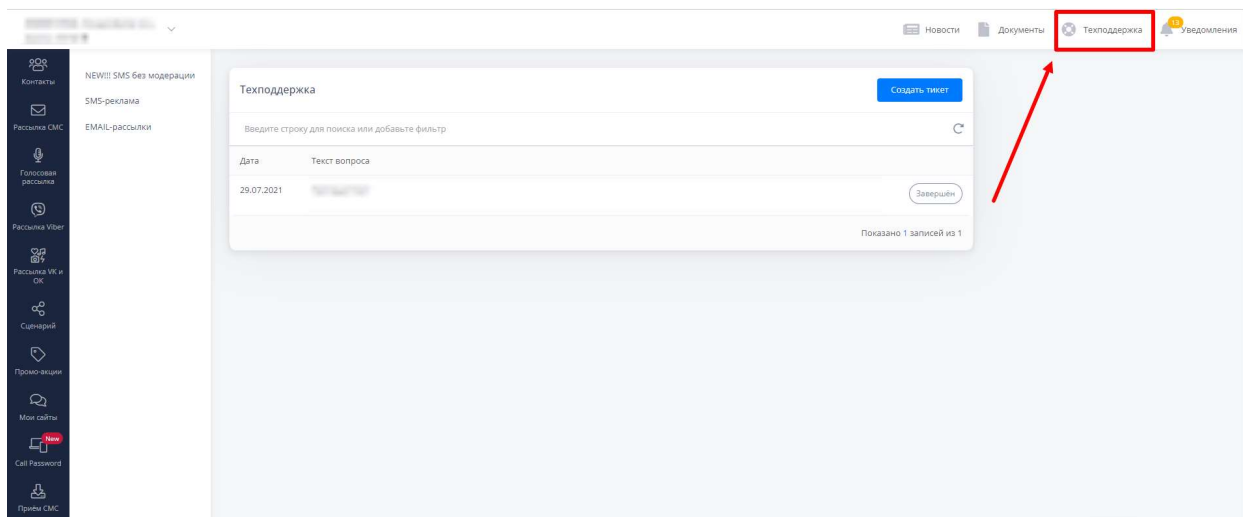 Новости
Документы
Техподдержка
13
Уведомления
Контакты
Рассылка СМС
Голосовая
рассылка
Рассылка Viber
Рассылка VK и
OK
Сценарий
Промо-акции
Мои сайты
New
Call Password
Приём СМС
NEW!!! SMS без модерации
SMS-реклама
EMAIL-рассылки
Техподдержка
Создать тикет
Введите строку для поиска или добавьте фильтр
Дата Текст вопроса
29.07.2021
Завершён
Показано 1 записей из 1